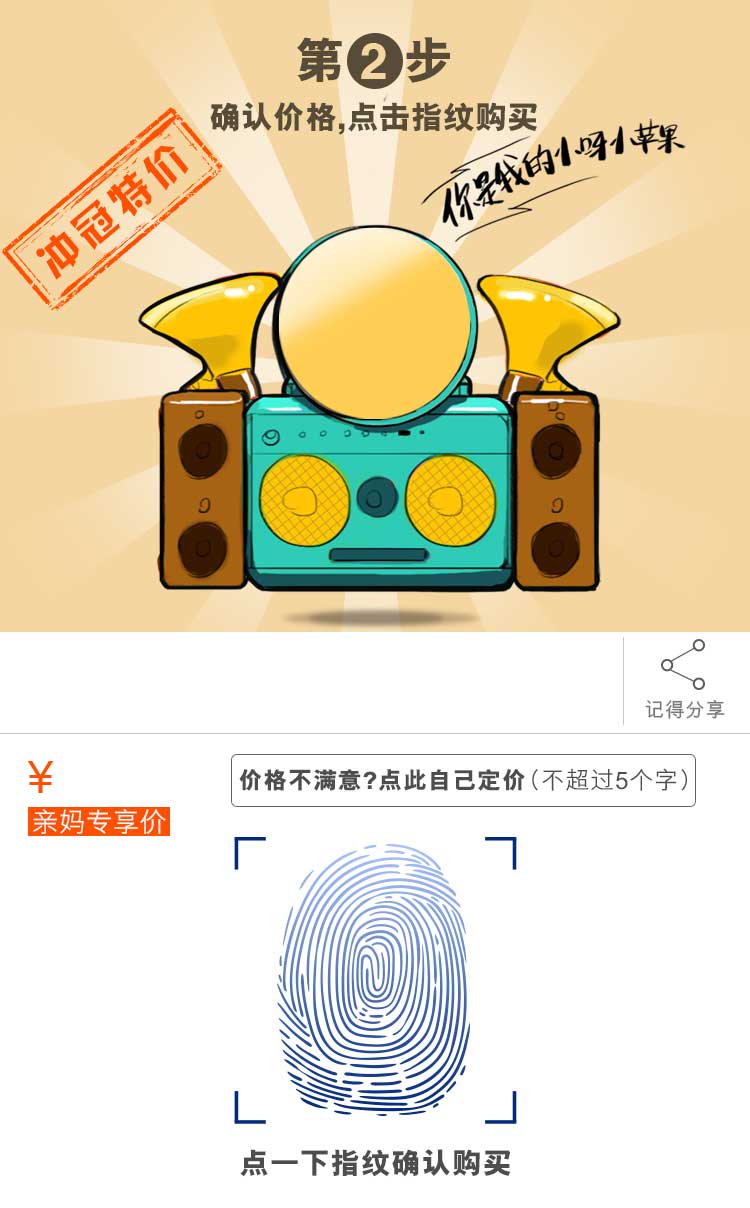 第2步
确认价格,点击指纹购买
冲冠特价
你是我的小呀小苹果
记得分享
¥
价格不满意?点此自己定价(不超过5个字)
亲妈专享价
点一下指纹确认购买